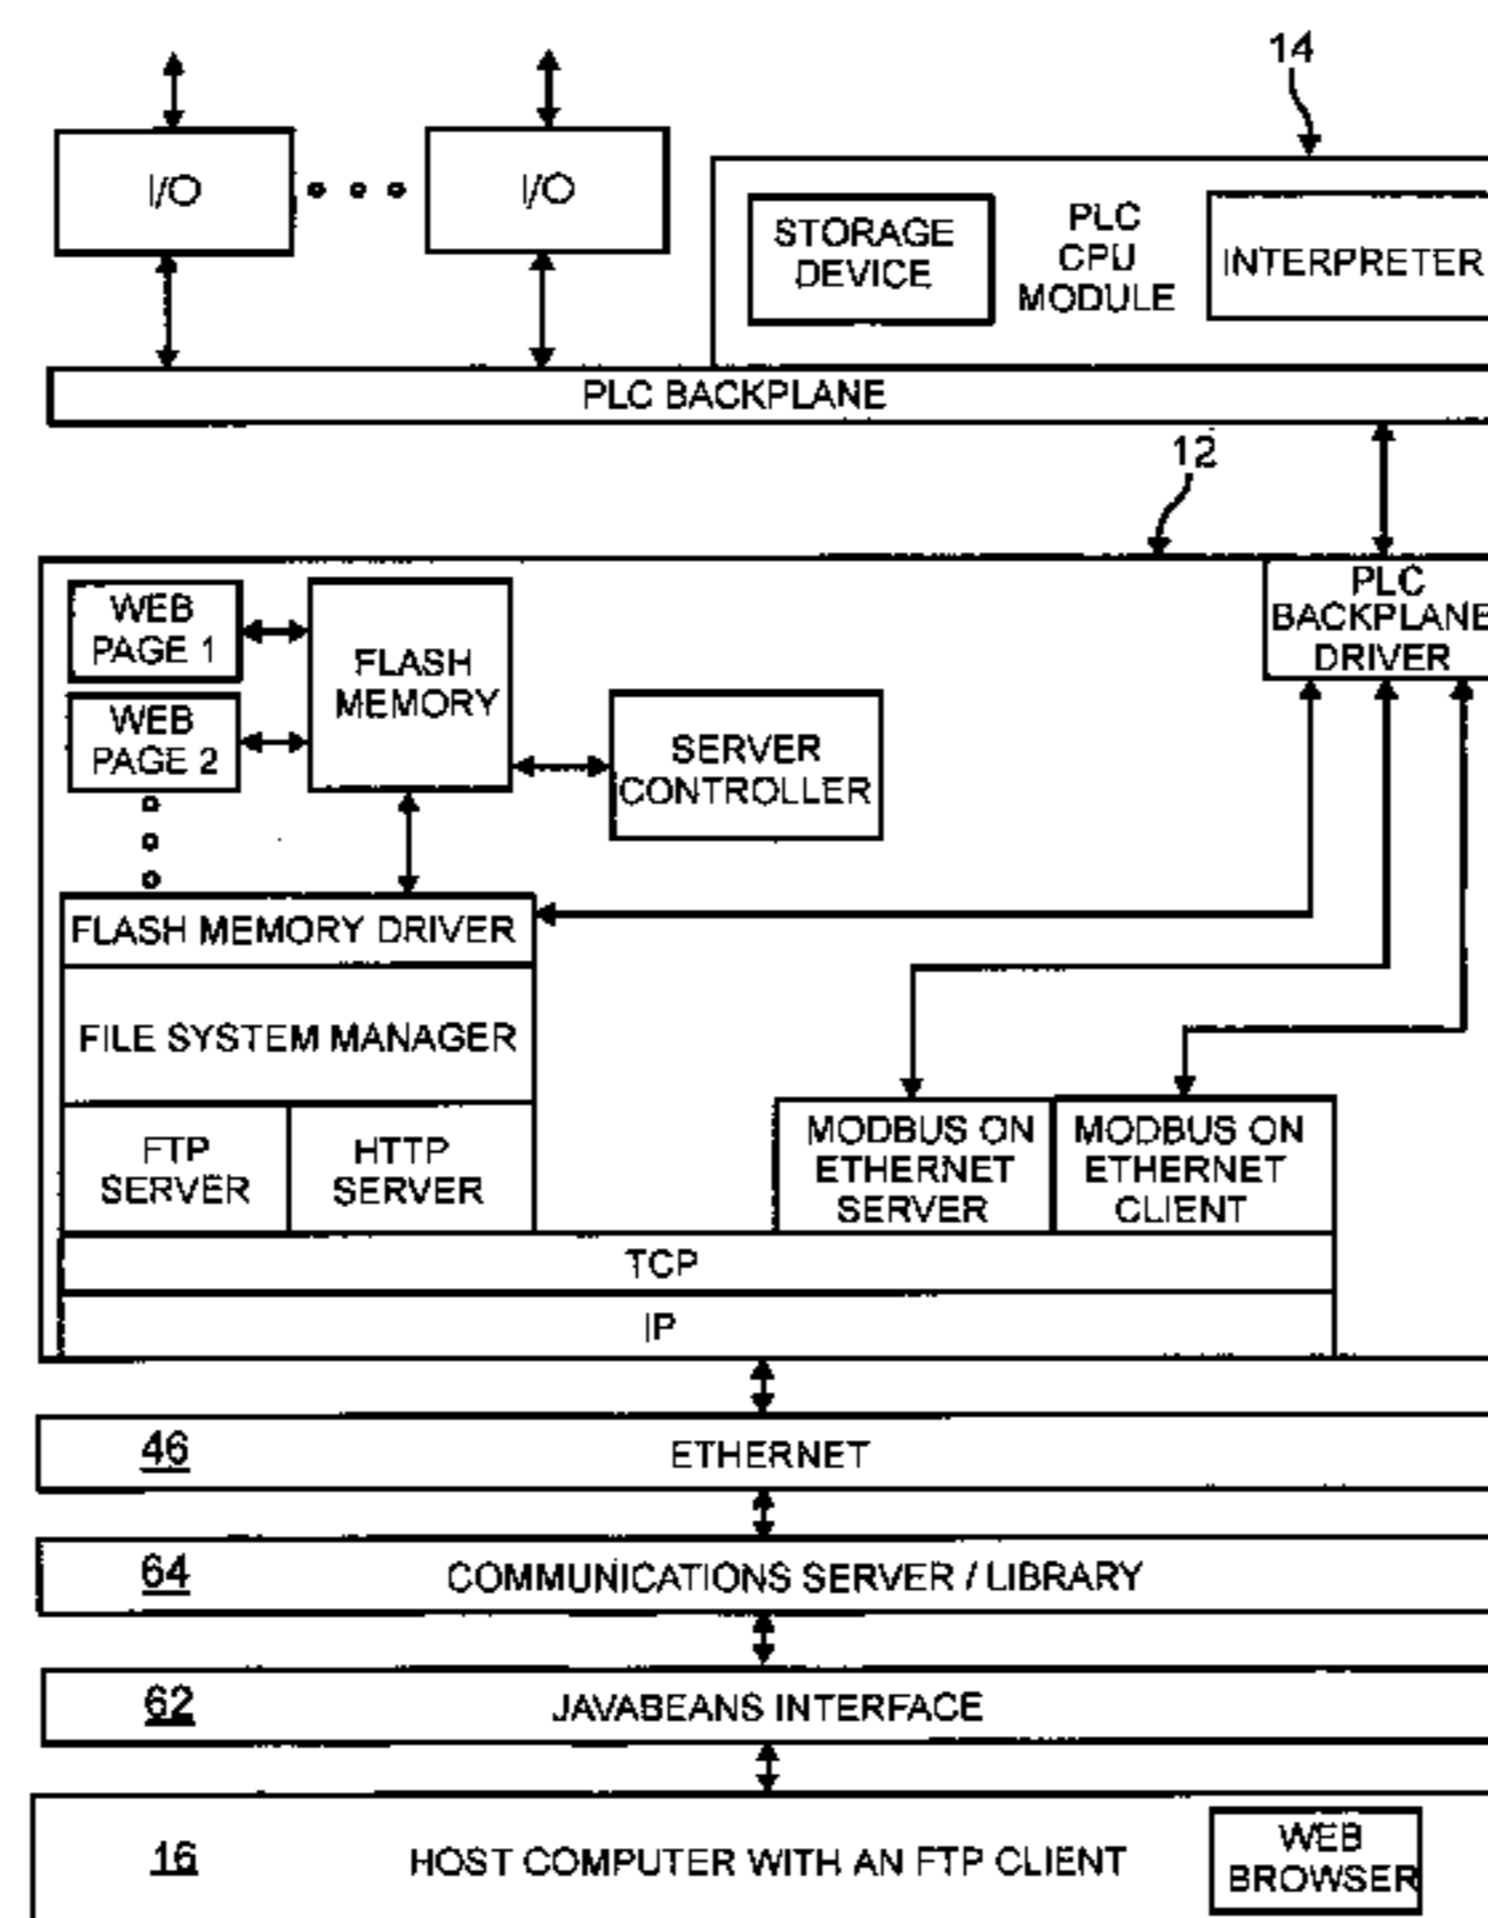 14
I/O
I/O
STORAGE
DEVICE
PLC
CPU
MODULE
INTERPRETER
PLC BACKPLANE
12
PLC
BACKPLANE
DRIVER
WEB
PAGE 1
FLASH
MEMORY
WEB
PAGE 2
SERVER
CONTROLLER
FLASH MEMORY DRIVER
FILE SYSTEM MANAGER
FTP
SERVER
HTTP
SERVER
MODBUS ON
ETHERNET
SERVER
MODBUS ON
ETHERNET
CLIENT
TCP
IP
46
ETHERNET
64
COMMUNICATIONS SERVER / LIBRARY
62
JAVABEANS INTERFACE
16
HOST COMPUTER WITH AN FTP CLIENT
WEB
BROWSER